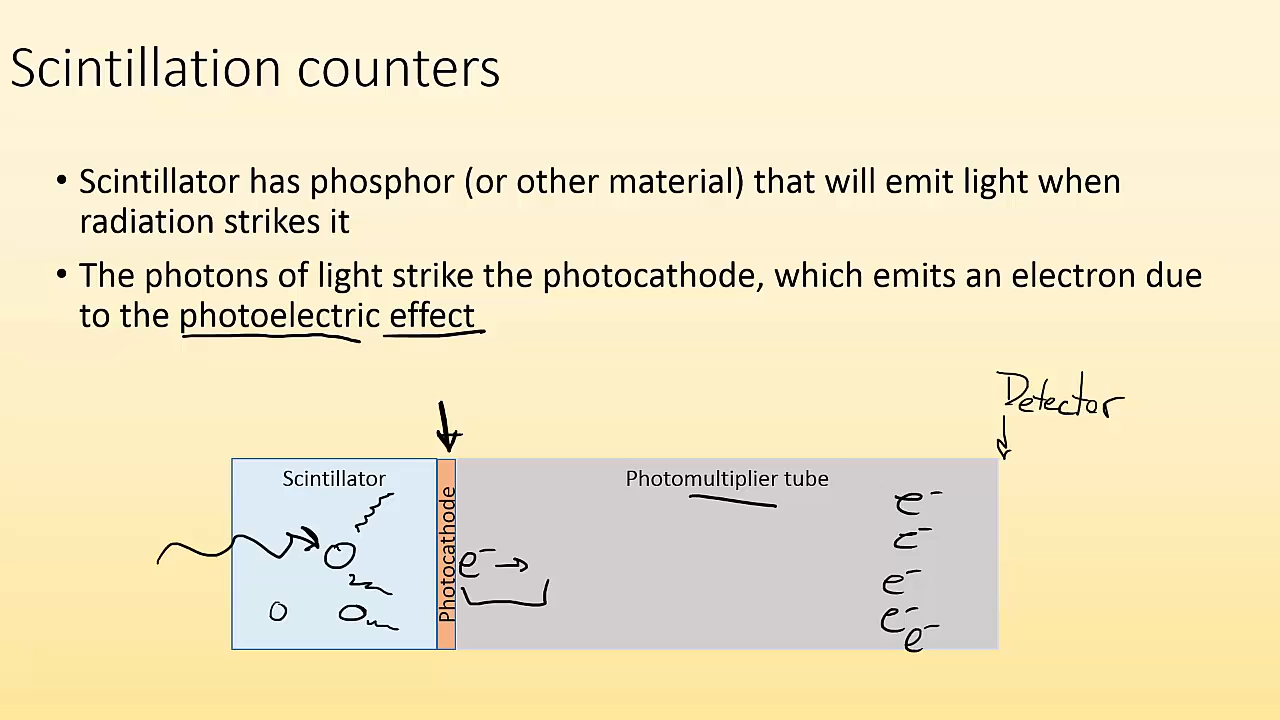 Scintillation counters
• Scintillator has phosphor (or other material) that will emit light when
radiation strikes it
• The photons of light strike the photocathode, which emits an electron due
to the photoelectric effect
Detector
Scintillator
Photocathode
Photomultiplier tube
e⁻
e⁻
e⁻
e⁻
e⁻
e⁻